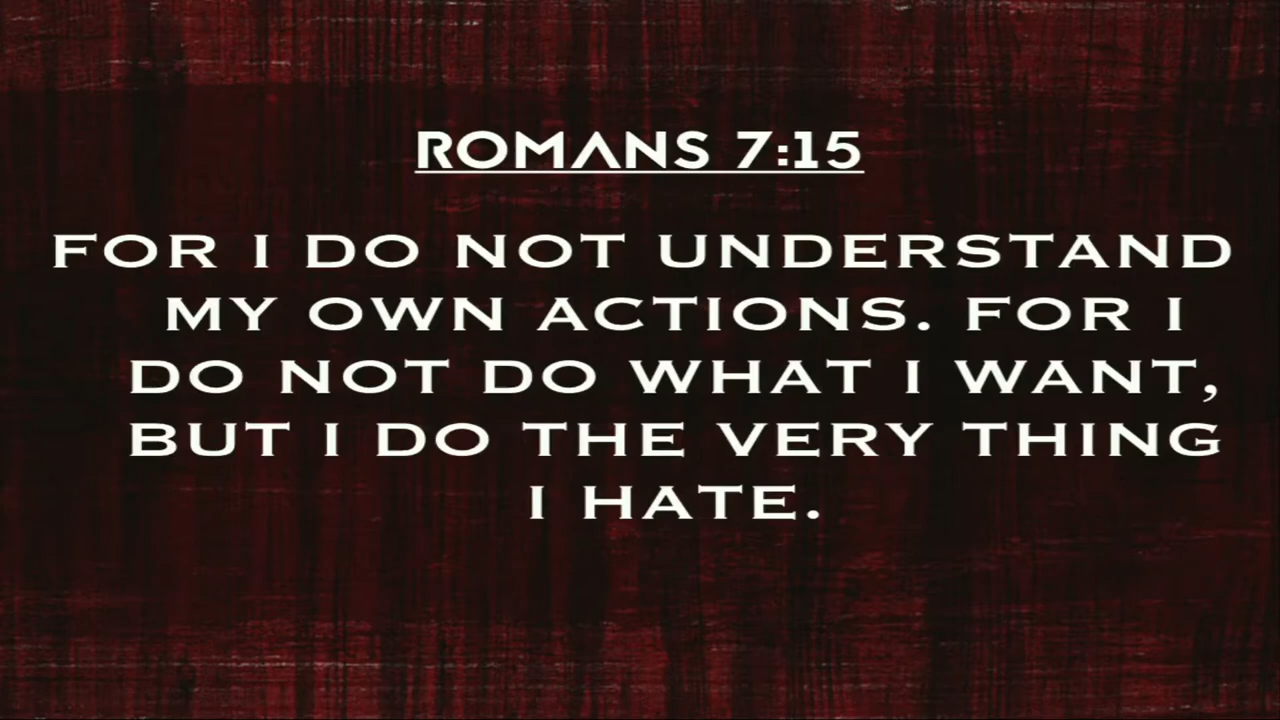 ROMANS 7:15
FOR I DO NOT UNDERSTAND
MY OWN ACTIONS. FOR I
DO NOT DO WHAT I WANT,
BUT I DO THE VERY THING
I HATE.